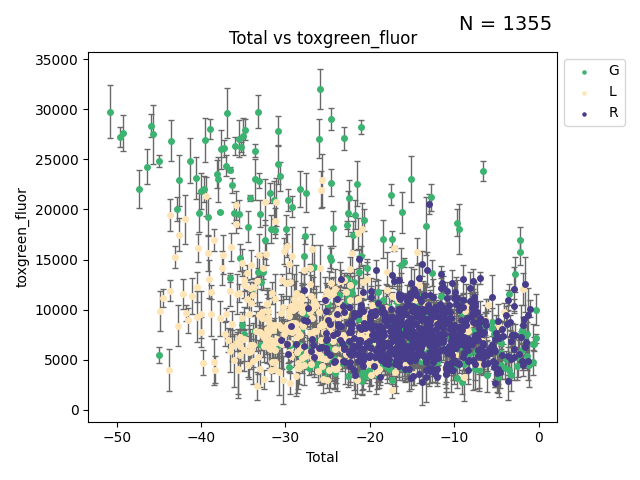 N = 1355
Total vs toxgreen_fluor
35000
30000
25000
20000
15000
10000
5000
0
toxgreen_fluor
−50
−40
−30
−20
−10
0
Total
G
L
R